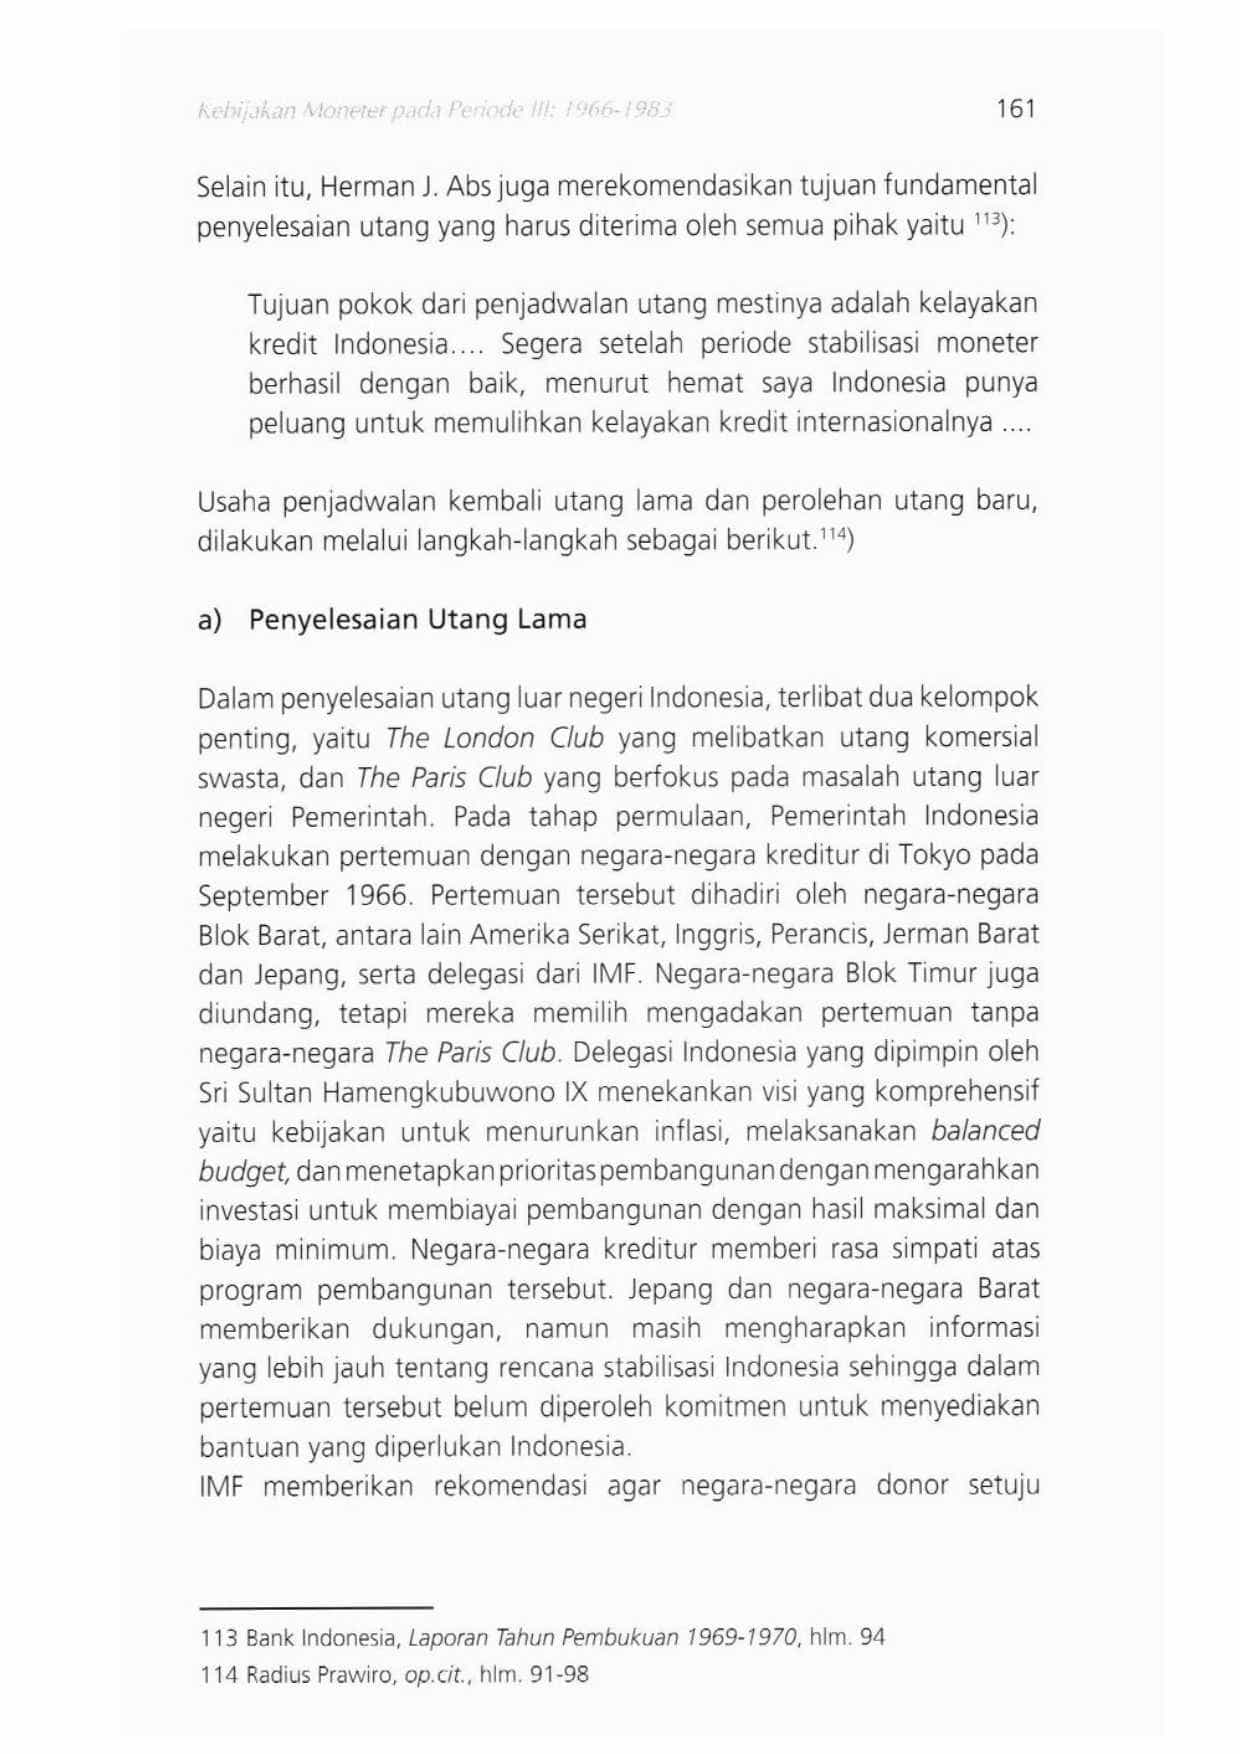 Kebijakan Moneter pada Periode III: 1966-1983 161
Selain itu, Herman J. Abs juga merekomendasikan tujuan fundamental
penyelesaian utang yang harus diterima oleh semua pihak yaitu 113):
Tujuan pokok dari penjadwalan utang mestinya adalah kelayakan
kredit Indonesia.... Segera setelah periode stabilisasi moneter
berhasil dengan baik, menurut hemat saya Indonesia punya
peluang untuk memulihkan kelayakan kredit internasionalnya ....
Usaha penjadwalan kembali utang lama dan perolehan utang baru,
dilakukan melalui langkah-langkah sebagai berikut.114)
a) Penyelesaian Utang Lama
Dalam penyelesaian utang luar negeri Indonesia, terlibat dua kelompok
penting, yaitu The London Club yang melibatkan utang komersial
swasta, dan The Paris Club yang berfokus pada masalah utang luar
negeri Pemerintah. Pada tahap permulaan, Pemerintah Indonesia
melakukan pertemuan dengan negara-negara kreditur di Tokyo pada
September 1966. Pertemuan tersebut dihadiri oleh negara-negara
Blok Barat, antara lain Amerika Serikat, Inggris, Perancis, Jerman Barat
dan Jepang, serta delegasi dari IMF. Negara-negara Blok Timur juga
diundang, tetapi mereka memilih mengadakan pertemuan tanpa
negara-negara The Paris Club. Delegasi Indonesia yang dipimpin oleh
Sri Sultan Hamengkubuwono IX menekankan visi yang komprehensif
yaitu kebijakan untuk menurunkan inflasi, melaksanakan balanced
budget, dan menetapkan prioritas pembangunan dengan mengarahkan
investasi untuk membiayai pembangunan dengan hasil maksimal dan
biaya minimum. Negara-negara kreditur memberi rasa simpati atas
program pembangunan tersebut. Jepang dan negara-negara Barat
memberikan dukungan, namun masih mengharapkan informasi
yang lebih jauh tentang rencana stabilisasi Indonesia sehingga dalam
pertemuan tersebut belum diperoleh komitmen untuk menyediakan
bantuan yang diperlukan Indonesia.
IMF memberikan rekomendasi agar negara-negara donor setuju
113 Bank Indonesia, Laporan Tahun Pembukuan 1969-1970, hlm. 94
114 Radius Prawiro, op.cit., hlm. 91-98